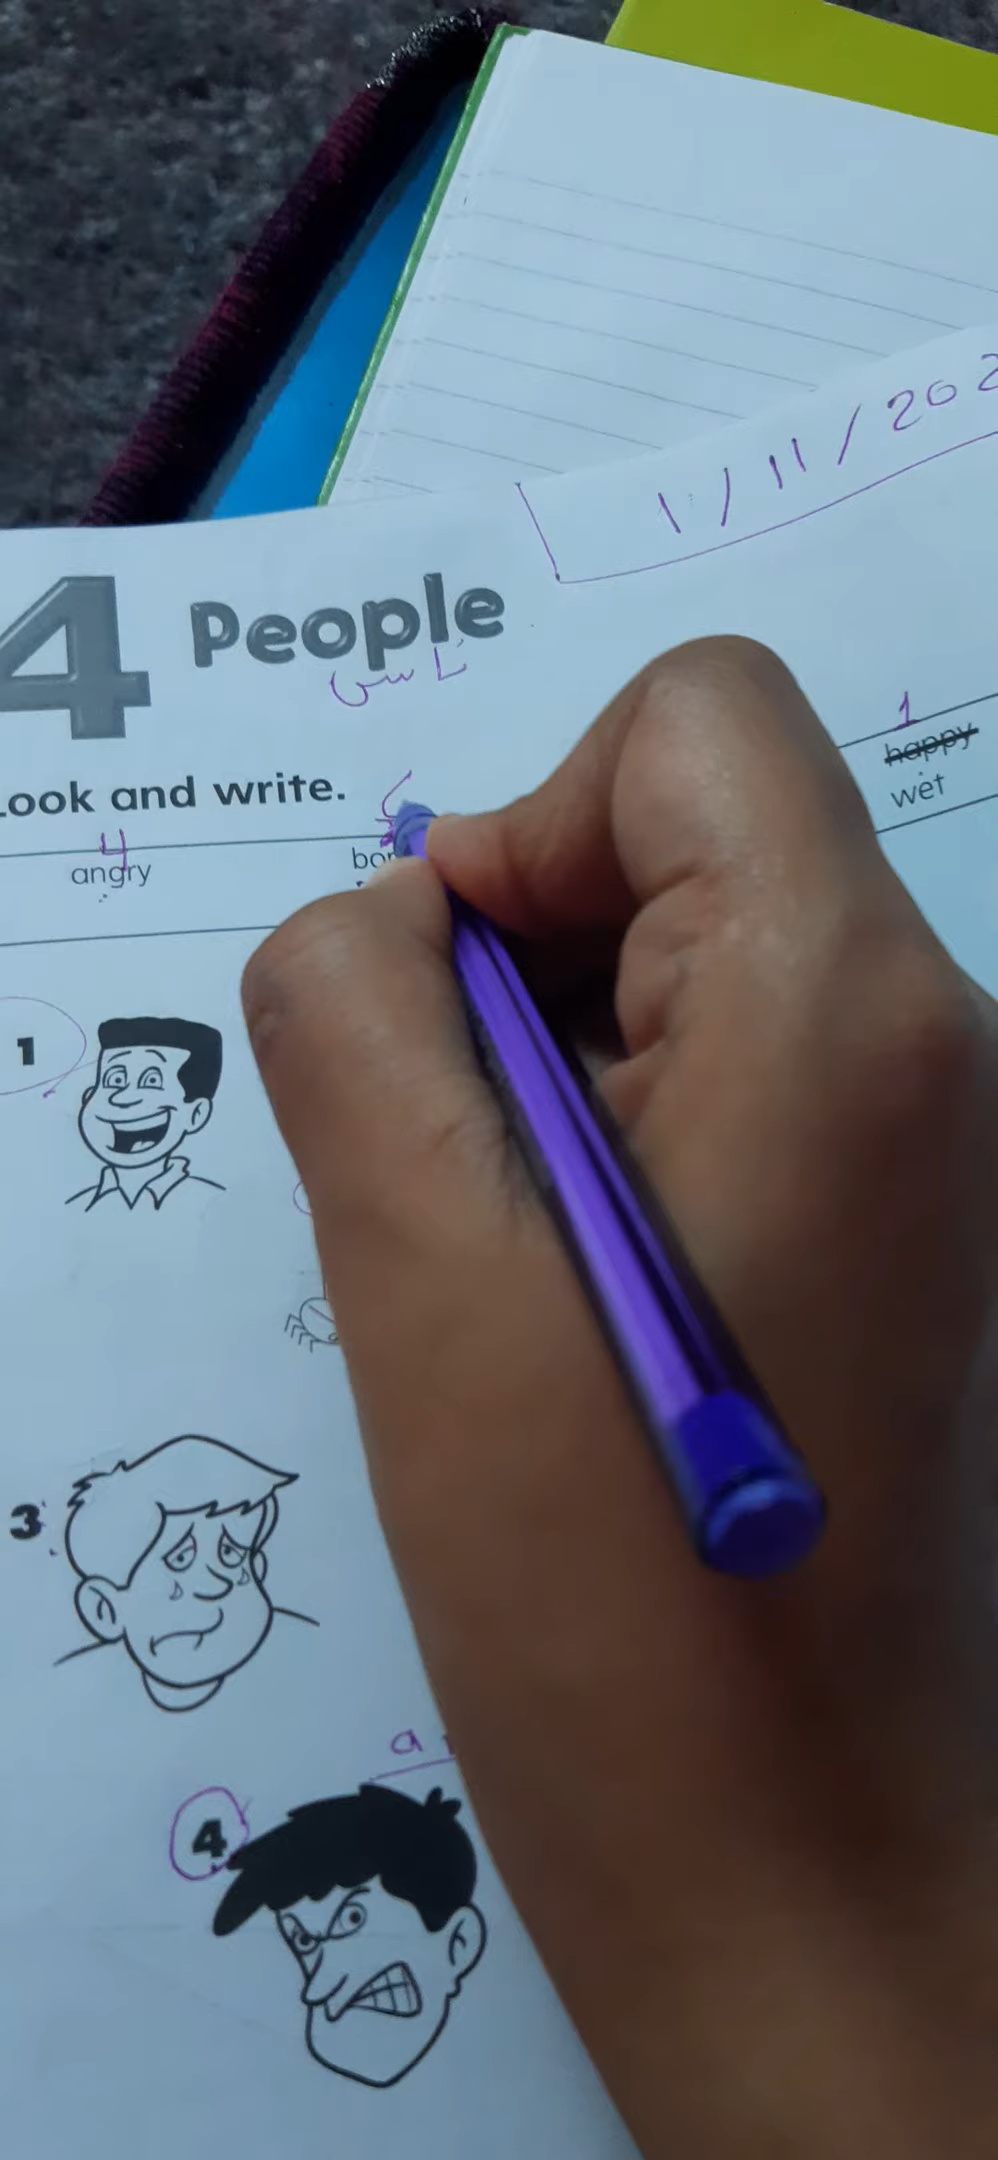 1/11/202
4 People
ناس
Look and write.
4
angry
1
happy
wet
1
3
a
4